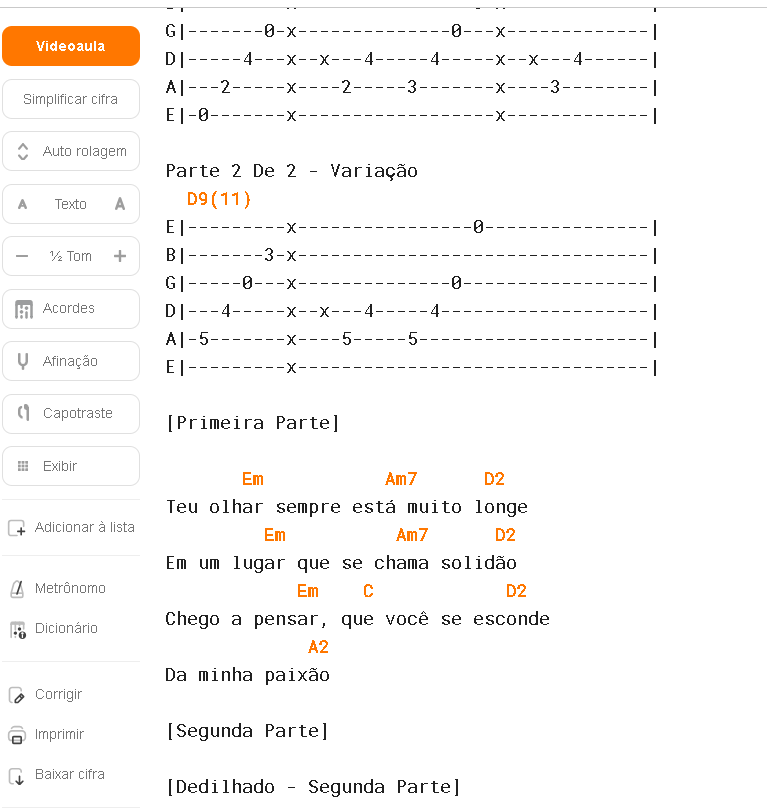 Videoaula
Simplificar cifra
Auto rolagem
A Texto A
− ½ Tom +
Acordes
Afinação
Capotraste
Exibir
Adicionar à lista
Metrônomo
Dicionário
Corrigir
Imprimir
Baixar cifra
G|-------0-x--------------0---x-------------|
D|-----4---x--x---4-----4-----x--x---4------|
A|---2-----x----2-----3-------x----3--------|
E|-0-------x------------------x-------------|
Parte 2 De 2 - Variação
D9(11)
E|---------x----------------0---------------|
B|-------3-x--------------------------------|
G|-----0---x--------------0-----------------|
D|---4-----x--x---4-----4-------------------|
A|-5-------x----5-----5---------------------|
E|---------x--------------------------------|
[Primeira Parte]
Em Am7 D2
Teu olhar sempre está muito longe
Em Am7 D2
Em um lugar que se chama solidão
Em C D2
Chego a pensar, que você se esconde
A2
Da minha paixão
[Segunda Parte]
[Dedilhado - Segunda Parte]